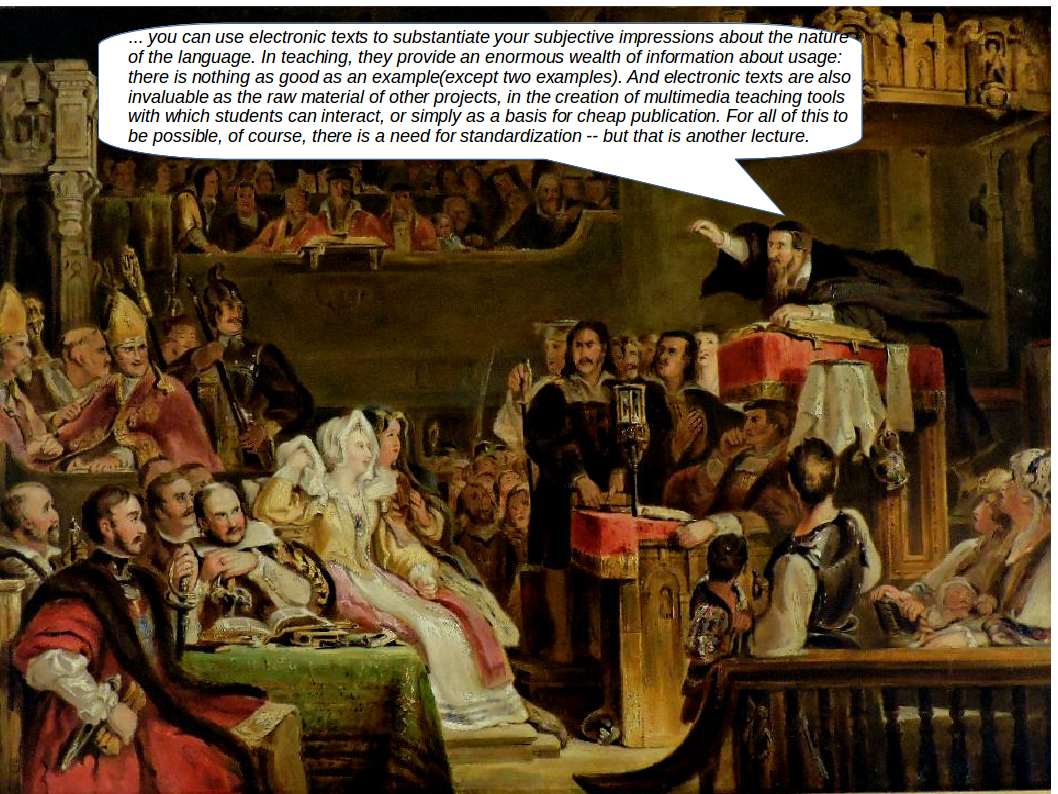 ... you can use electronic texts to substantiate your subjective impressions about the nature
of the language. In teaching, they provide an enormous wealth of information about usage:
there is nothing as good as an example(except two examples). And electronic texts are also
invaluable as the raw material of other projects, in the creation of multimedia teaching tools
with which students can interact, or simply as a basis for cheap publication. For all of this to
be possible, of course, there is a need for standardization -- but that is another lecture.